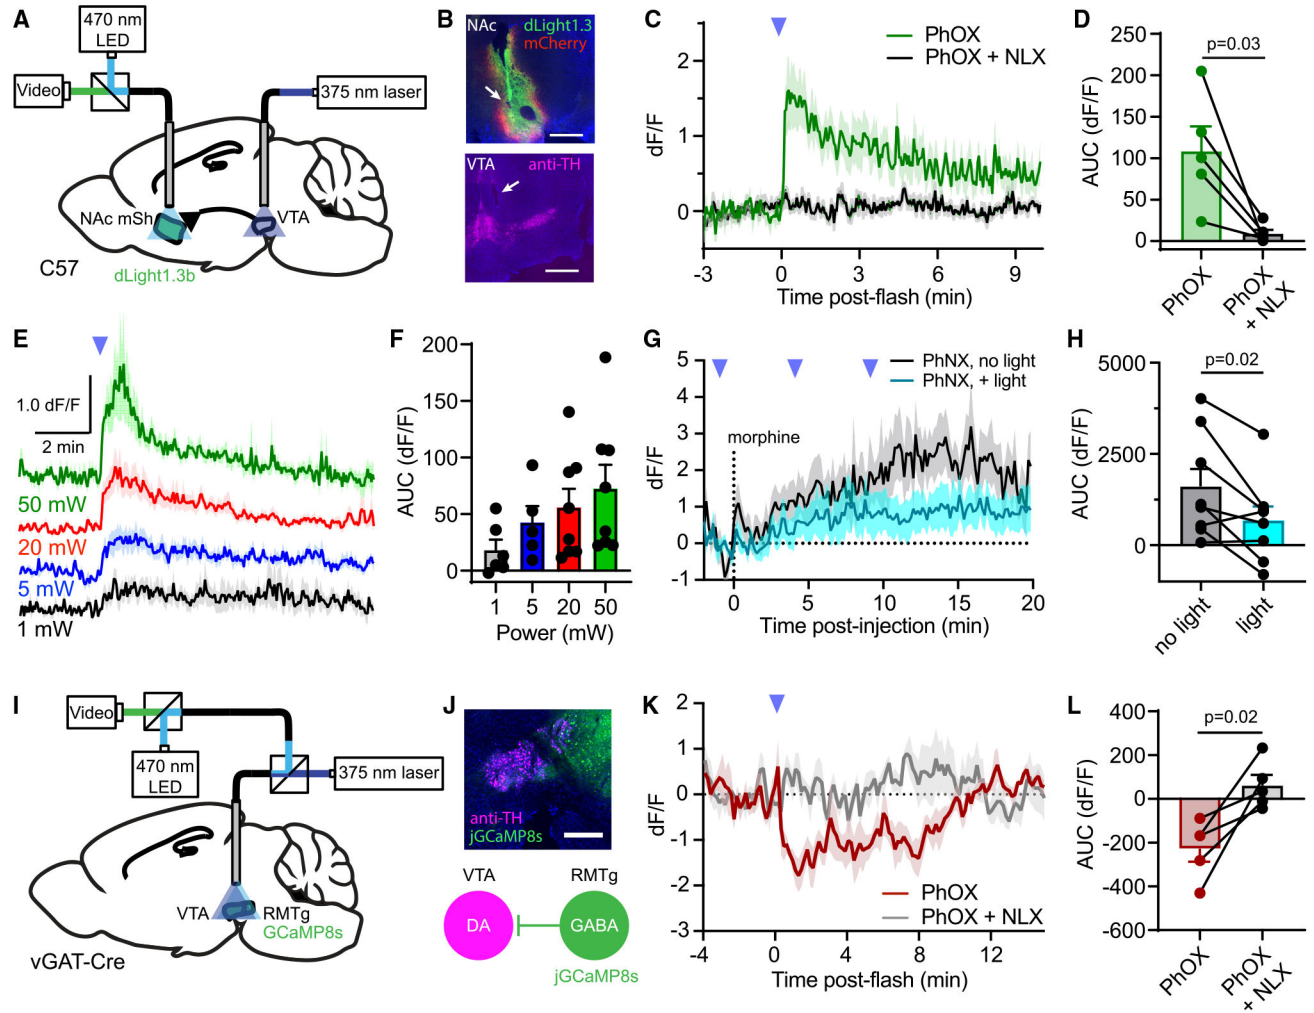 A
470 nm
LED
Video
375 nm laser
NAc mSh
VTA
C57
dLight1.3b
B
NAc
dLight1.3
mCherry
VTA
anti-TH
C
PhOX
PhOX + NLX
dF/F
2
1
0
-3
0
3
6
9
Time post-flash (min)
D
p=0.03
AUC (dF/F)
250
200
150
100
50
0
PhOX
PhOX
+ NLX
E
1.0 dF/F
2 min
50 mW
20 mW
5 mW
1 mW
F
AUC (dF/F)
200
150
100
50
0
1
5
20
50
Power (mW)
G
PhNX, no light
PhNX, + light
morphine
dF/F
5
4
3
2
1
0
-1
0
5
10
15
20
Time post-injection (min)
H
p=0.02
AUC (dF/F)
5000
2500
0
no light
light
I
Video
470 nm
LED
375 nm laser
VTA
RMTg
GCaMP8s
vGAT-Cre
J
anti-TH
jGCaMP8s
VTA
RMTg
DA
GABA
jGCaMP8s
K
dF/F
2
1
0
-1
-2
-3
PhOX
PhOX + NLX
-4
0
4
8
12
Time post-flash (min)
L
p=0.02
AUC (dF/F)
400
200
0
-200
-400
-600
PhOX
PhOX
+ NLX